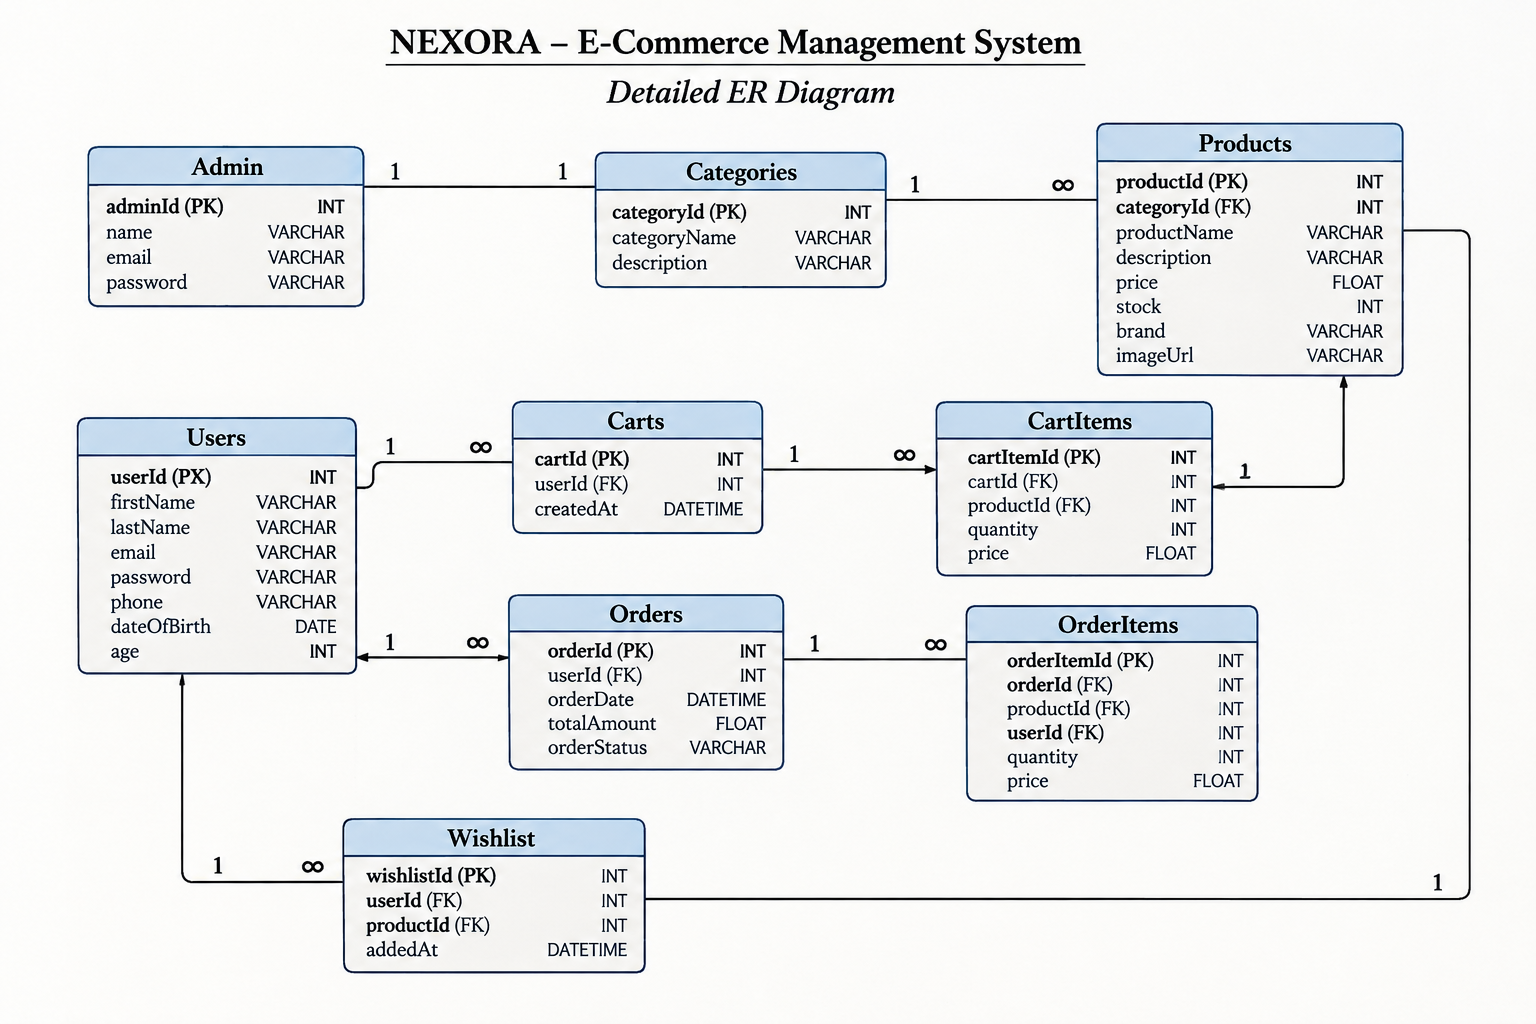 NEXORA – E-Commerce Management System
Detailed ER Diagram
Admin
adminId (PK) INT
name VARCHAR
email VARCHAR
password VARCHAR
1 1
Categories
categoryId (PK) INT
categoryName VARCHAR
description VARCHAR
1 ∞
Products
productId (PK) INT
categoryId (FK) INT
productName VARCHAR
description VARCHAR
price FLOAT
stock INT
brand VARCHAR
imageUrl VARCHAR
Users
userId (PX) INT
firstName VARCHAR
lastName VARCHAR
email VARCHAR
password VARCHAR
phone VARCHAR
dateOfBirth DATE
age INT
1 ∞
Carts
cartId (PK) INT
userId (FK) INT
createdAt DATETIME
1 ∞
CartItems
cartItemId (PK) INT
cartId (FK) INT
productId (FK) INT
quantity INT
price FLOAT
1
1 ∞
Orders
orderId (PK) INT
userId (FK) INT
orderDate DATETIME
totalAmount FLOAT
orderStatus VARCHAR
1 ∞
OrderItems
orderItemId (PK) INT
orderId (FK) INT
productId (FK) INT
userId (FK) INT
quantity INT
price FLOAT
1 ∞
Wishlist
wishlistId (PK) INT
userId (FK) INT
productId (FK) INT
addedAt DATETIME
1